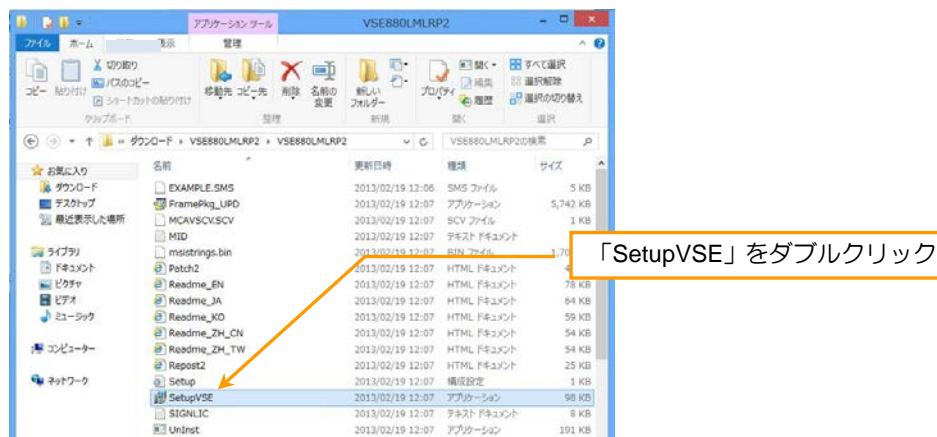 アプリケーション ツール
VSE880LMLRP2
ファイル ホーム 表示 管理
コピー 貼り付け
切り取り
パスのコピー
ショートカットの貼り付け
移動先 コピー先 削除 名前の変更
新しいフォルダー
プロパティ
開く
編集
履歴
すべて選択
選択解除
選択の切り替え
クリップボード 整理 新規 開く 選択
ダウンロード VSE880LMLRP2 VSE880LMLRP2
VSE880LMLRP2の検索
お気に入り
ダウンロード
デスクトップ
最近表示した場所
ライブラリ
ドキュメント
ピクチャ
ビデオ
ミュージック
コンピューター
ネットワーク
名前 更新日時 種類 サイズ
EXAMPLE.SMS 2013/02/19 12:06 SMS ファイル 5 KB
FramePkg_UPD 2013/02/19 12:07 アプリケーション 5,742 KB
MCAVSCV.SCV 2013/02/19 12:07 SCV ファイル 1 KB
MID 2013/02/19 12:07 テキスト ドキュメント
msistrings.bin 2013/02/19 12:07 BIN ファイル
Patch2 2013/02/19 12:07 HTML ドキュメント
Readme_EN 2013/02/19 12:07 HTML ドキュメント 78 KB
Readme_JA 2013/02/19 12:07 HTML ドキュメント 64 KB
Readme_KO 2013/02/19 12:07 HTML ドキュメント 59 KB
Readme_ZH_CN 2013/02/19 12:07 HTML ドキュメント 54 KB
Readme_ZH_TW 2013/02/19 12:07 HTML ドキュメント 54 KB
Repost2 2013/02/19 12:07 HTML ドキュメント 25 KB
Setup 2013/02/19 12:07 構成設定 1 KB
SetupVSE 2013/02/19 12:07 アプリケーション 98 KB
SIGNLIC 2013/02/19 12:07 テキスト ドキュメント 8 KB
UnInst 2013/02/19 12:07 アプリケーション 191 KB
「SetupVSE」をダブルクリック